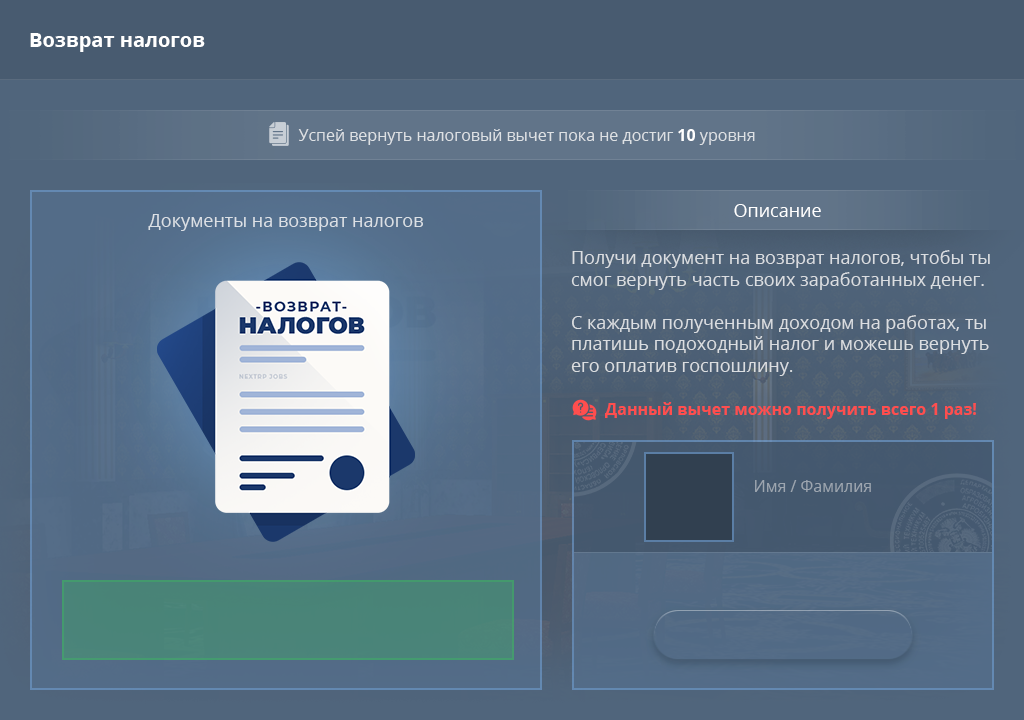 Возврат налогов
Успей вернуть налоговый вычет пока не достиг 10 уровня
Документы на возврат налогов
-ВОЗВРАТ-
НАЛОГОВ
NEXTRP JOBS
Описание
Получи документ на возврат налогов, чтобы ты
смог вернуть часть своих заработанных денег.
С каждым полученным доходом на работах, ты
платишь подоходный налог и можешь вернуть
его оплатив госпошлину.
Данный вычет можно получить всего 1 раз!
Имя / Фамилия